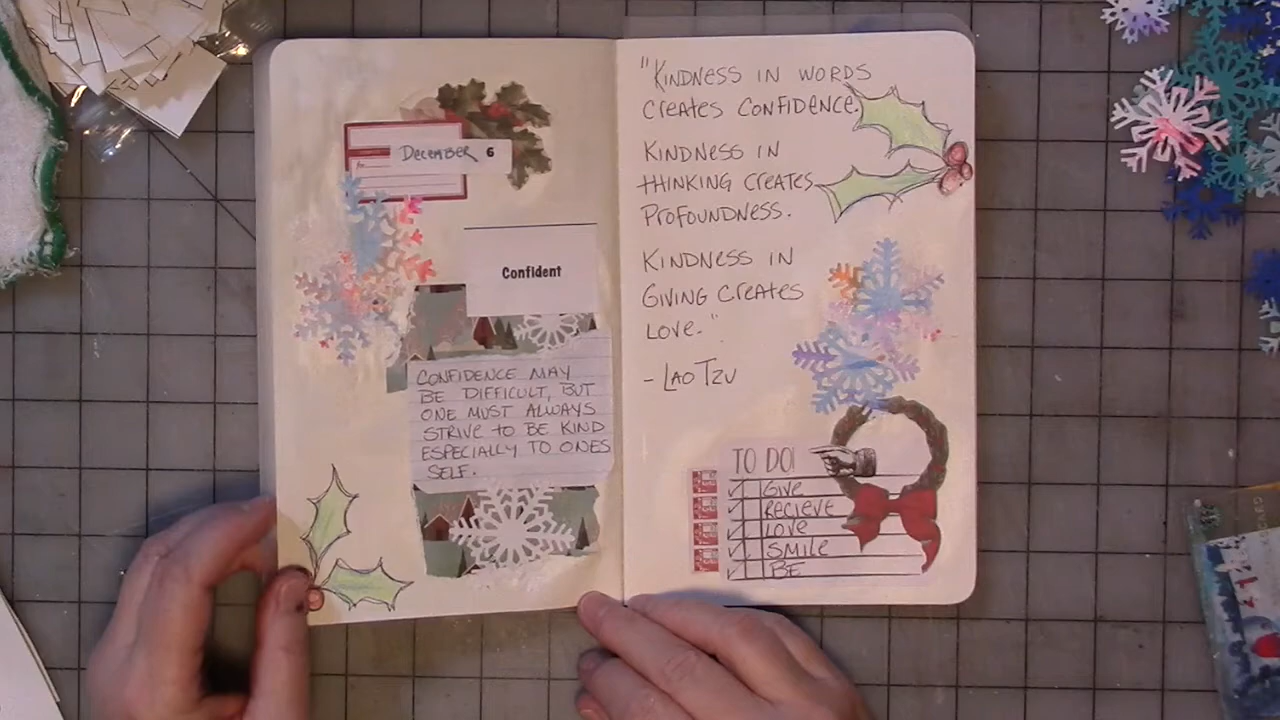 December 6
Confident
Confidence may
be difficult, but
one must always
strive to be kind
especially to ones
self.
"Kindness in words
creates confidence.
Kindness in
thinking creates
profoundness.
Kindness in
giving creates
love."
- Lao Tzu
TO DO!
✓ Give
✓ Recieve
✓ Love
✓ Smile
✓ Be